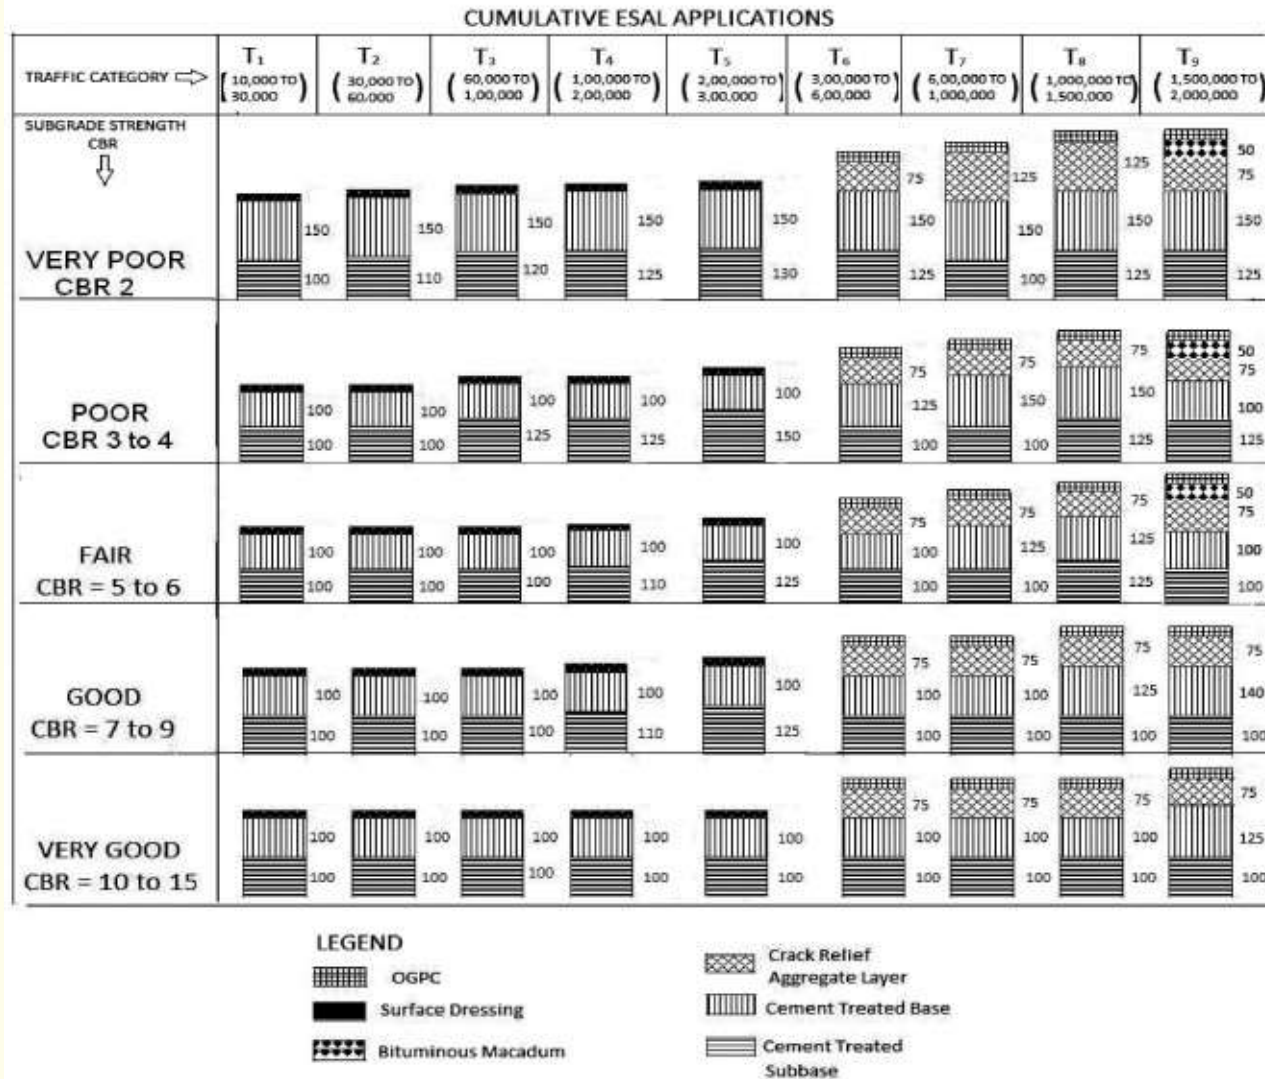 CUMULATIVE ESAL APPLICATIONS
TRAFFIC CATEGORY
T₁ T₂ T₃ T₄ T₅ T₆ T₇ T₈ T₉
(10,000 TO (30,000 TO (60,000 TO (1,00,000 TO (2,00,000 TO (3,00,000 TO (6,00,000 TO (1,000,000 TO (1,500,000 TO
30,000) 60,000) 1,00,000) 2,00,000) 3,00,000) 6,00,000) 1,000,000) 1,500,000) 2,000,000)
SUBGRADE STRENGTH
CBR
VERY POOR
CBR 2
50
75 125 125 75
150 150 150 150 150 150 150 150 150
100 110 120 125 130 125 100 125 125
POOR
CBR 3 to 4
50
75 75 75 75
100 100 100 100 100 125 150 150 100
100 100 125 125 150 100 100 125 125
FAIR
CBR = 5 to 6
50
75 75 75 75
100 100 100 100 100 100 125 125 100
100 100 100 110 125 100 100 125 100
GOOD
CBR = 7 to 9
75 75 75 75
100 100 100 100 100 100 100 125 140
100 100 100 110 125 100 100 100 100
VERY GOOD
CBR = 10 to 15
75 75 75 75
100 100 100 100 100 100 100 100 125
100 100 100 100 100 100 100 100 100
LEGEND
OGPC
Surface Dressing
Bituminous Macadum
Crack Relief
Aggregate Layer
Cement Treated Base
Cement Treated
Subbase